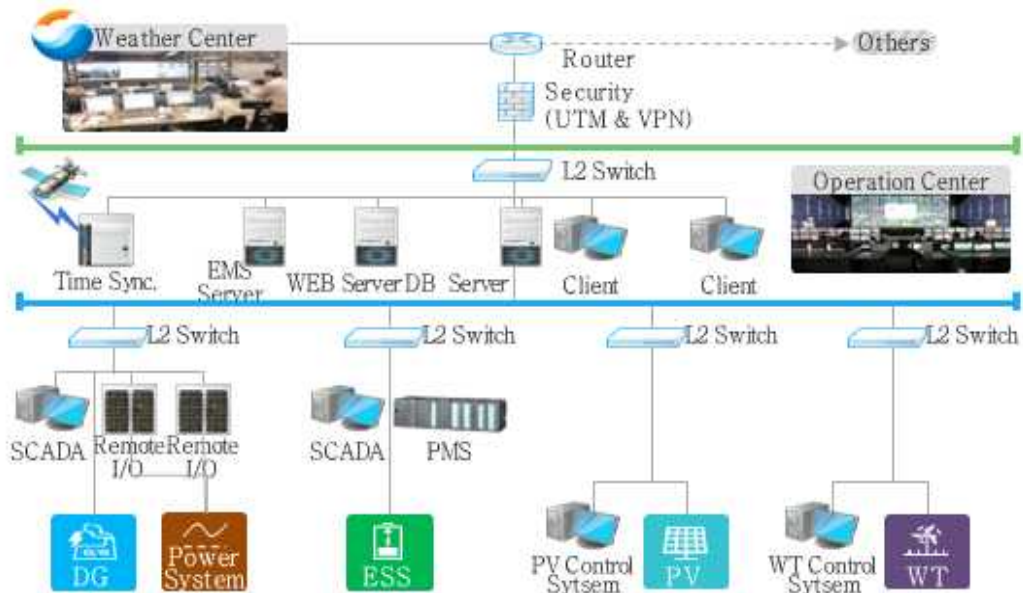 Weather Center
Router
Others
Security
(UTM & VPN)
L2 Switch
Operation Center
Time Sync.
EMS
Server
WEB Server
DB Server
Client
Client
L2 Switch
L2 Switch
L2 Switch
L2 Switch
SCADA
Remote
I/O
Remote
I/O
SCADA
PMS
DG
Power
System
ESS
PV Control
Sytsem
PV
WT Control
Sytsem
WT